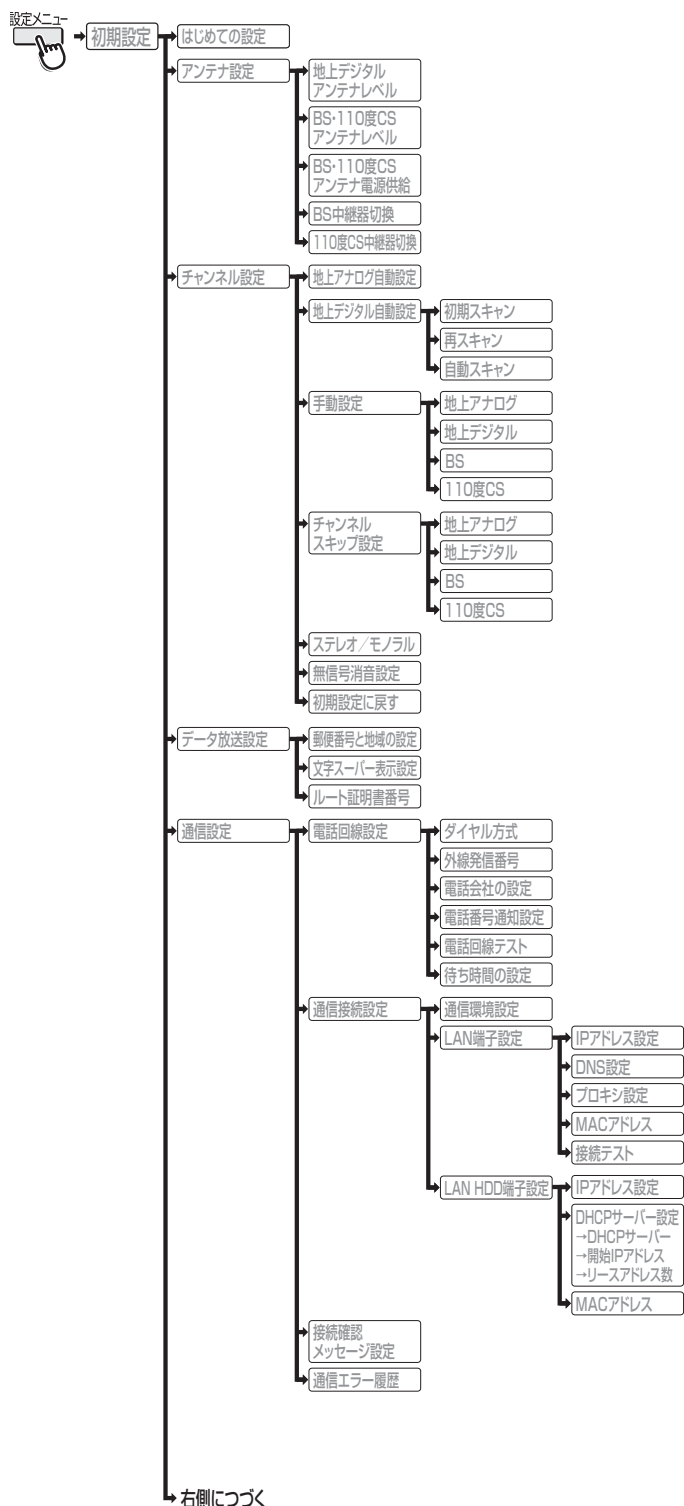 設定メニュー
初期設定
はじめての設定
アンテナ設定
地上デジタル
アンテナレベル
BS・110度CS
アンテナレベル
BS・110度CS
アンテナ電源供給
BS中継器切換
110度CS中継器切換
チャンネル設定
地上アナログ自動設定
地上デジタル自動設定
初期スキャン
再スキャン
自動スキャン
手動設定
地上アナログ
地上デジタル
BS
110度CS
チャンネル
スキップ設定
地上アナログ
地上デジタル
BS
110度CS
ステレオ/モノラル
無信号消音設定
初期設定に戻す
データ放送設定
郵便番号と地域の設定
文字スーパー表示設定
ルート証明書番号
通信設定
電話回線設定
ダイヤル方式
外線発信番号
電話会社の設定
電話番号通知設定
電話回線テスト
待ち時間の設定
通信接続設定
通信環境設定
LAN端子設定
IPアドレス設定
DNS設定
プロキシ設定
MACアドレス
接続テスト
LAN HDD端子設定
IPアドレス設定
DHCPサーバー設定
→DHCPサーバー
→開始IPアドレス
→リースアドレス数
MACアドレス
接続確認
メッセージ設定
通信エラー履歴
右側につづく